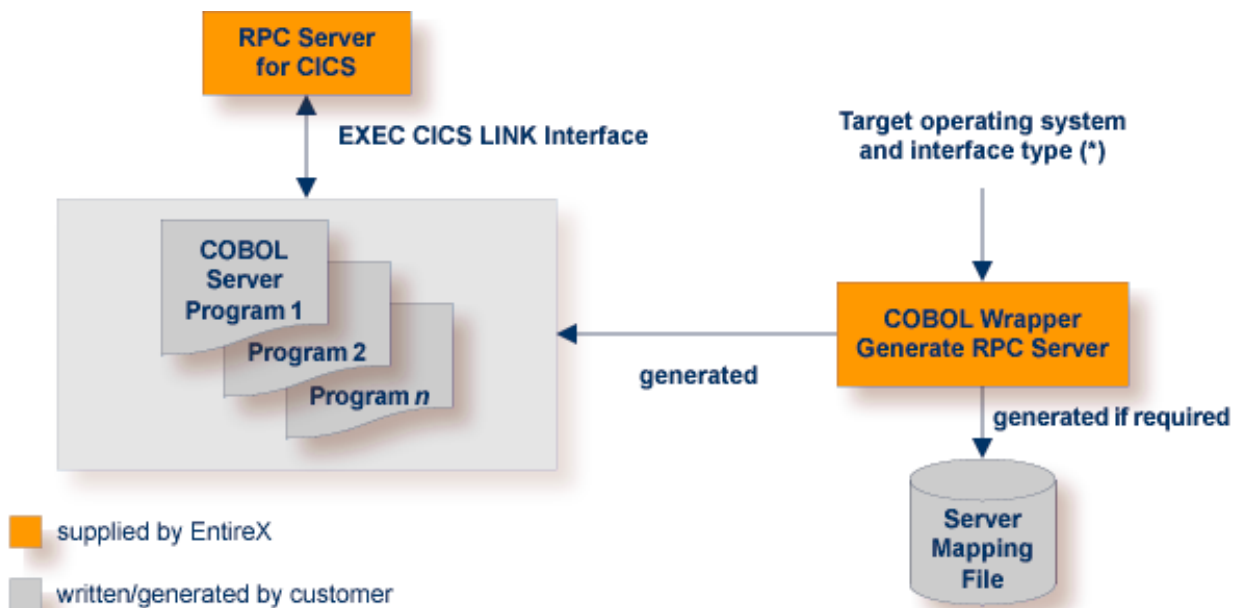 RPC Server
for CICS
EXEC CICS LINK Interface
Target operating system
and interface type (*)
COBOL
Server
Program 1
Program 2
Program n
generated
COBOL Wrapper
Generate RPC Server
generated if required
Server
Mapping
File
supplied by EntireX
written/generated by customer